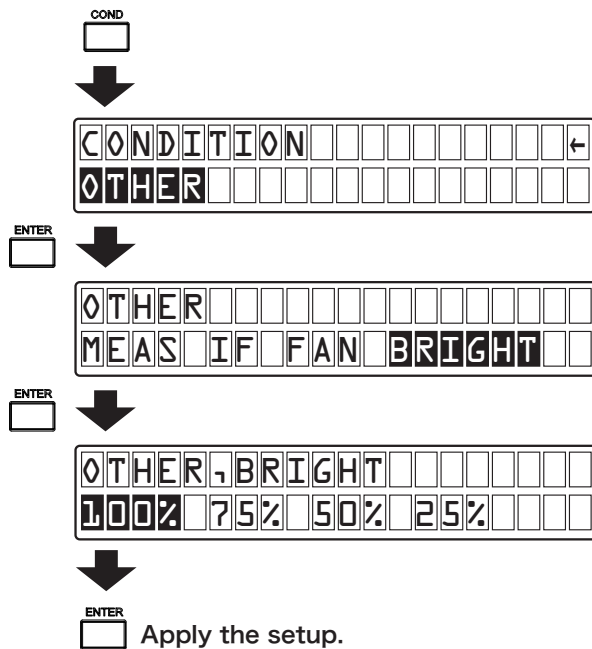 COND
CONDITION ←
OTHER
ENTER
OTHER
MEAS IF FAN BRIGHT
ENTER
OTHER¬BRIGHT
100% 75% 50% 25%
ENTER
Apply the setup.